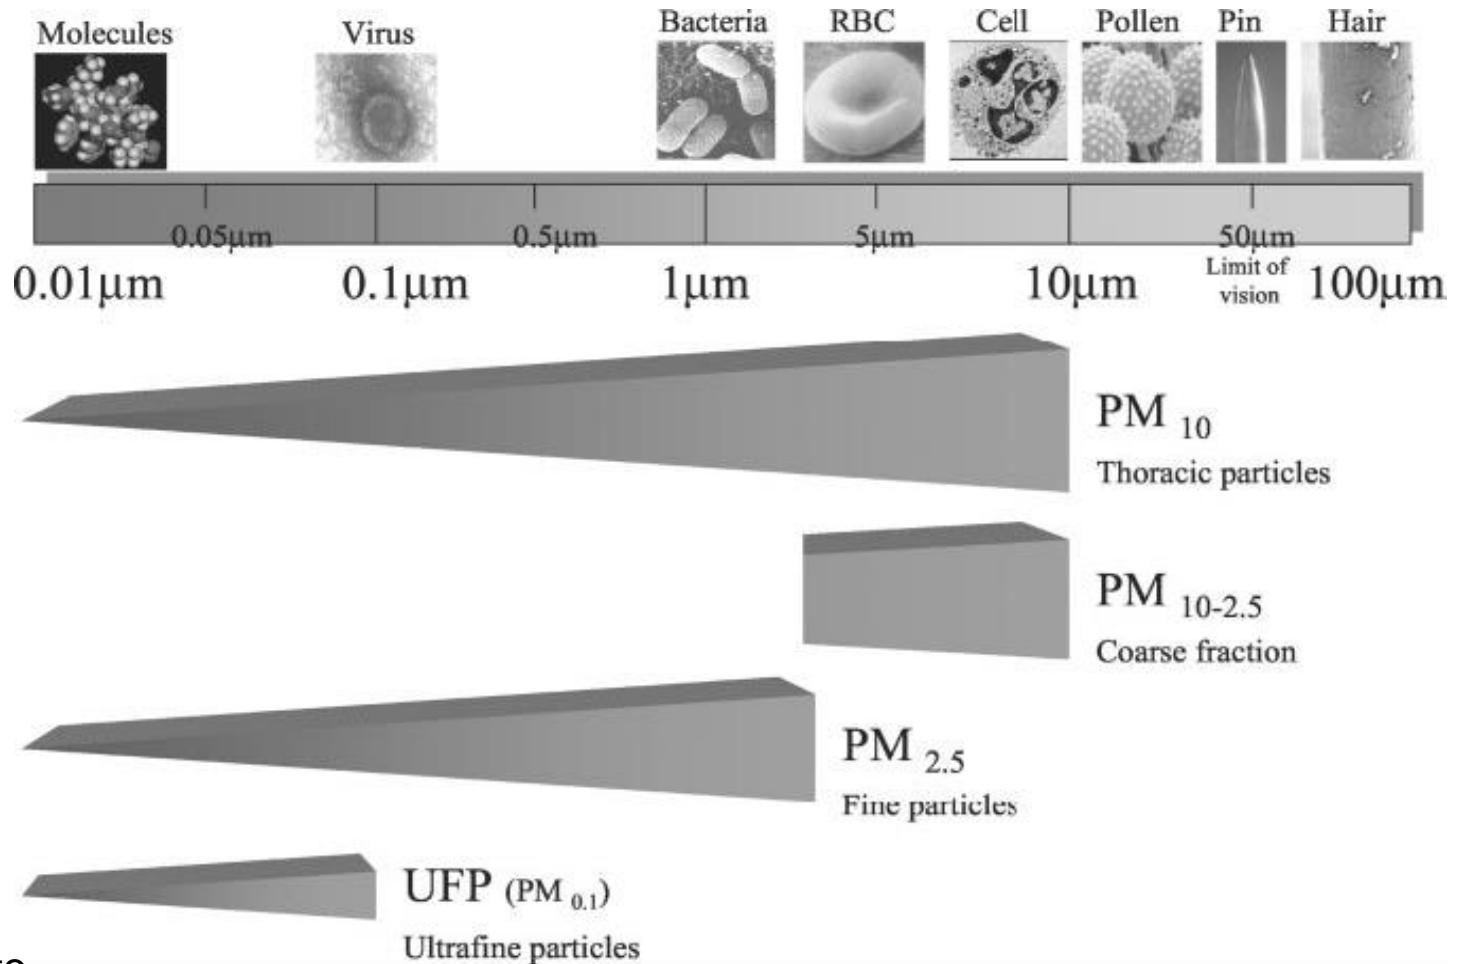 Molecules
Virus
Bacteria
RBC
Cell
Pollen
Pin
Hair
0.05μm
0.5μm
5μm
50μm
0.01μm
0.1μm
1μm
10μm
Limit of
vision
100μm
PM 10
Thoracic particles
PM 10-2.5
Coarse fraction
PM 2.5
Fine particles
UFP (PM 0.1)
Ultrafine particles